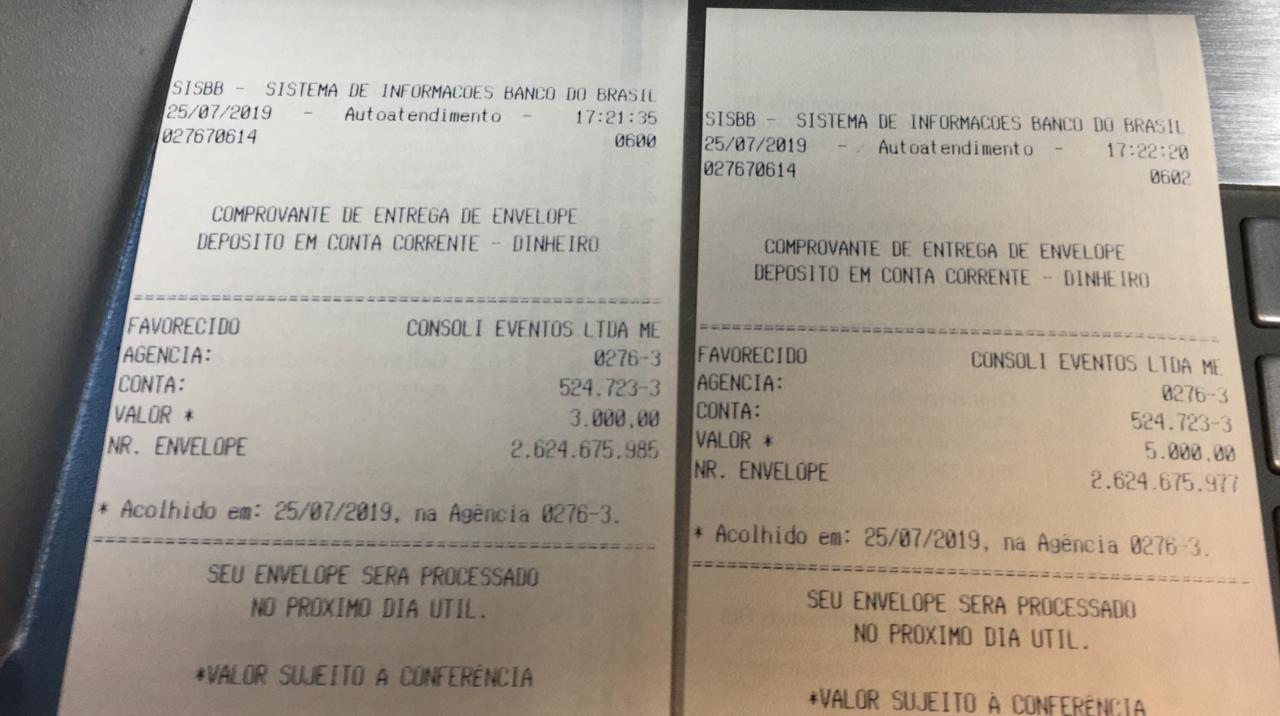 SISBB - SISTEMA DE INFORMACOES BANCO DO BRASIL
25/07/2019 - Autoatendimento - 17:21:35
027670614 0600
COMPROVANTE DE ENTREGA DE ENVELOPE
DEPOSITO EM CONTA CORRENTE - DINHEIRO
FAVORECIDO CONSOLI EVENTOS LTDA ME
AGENCIA: 0276-3
CONTA: 524.723-3
VALOR * 3.000,00
NR. ENVELOPE 2.624.675.985
* Acolhido em: 25/07/2019, na Agência 0276-3.
SEU ENVELOPE SERA PROCESSADO
NO PROXIMO DIA UTIL.
*VALOR SUJEITO À CONFERÊNCIA
SISBB - SISTEMA DE INFORMACOES BANCO DO BRASIL
25/07/2019 - Autoatendimento - 17:22:20
027670614 0602
COMPROVANTE DE ENTREGA DE ENVELOPE
DEPOSITO EM CONTA CORRENTE - DINHEIRO
FAVORECIDO CONSOLI EVENTOS LTDA ME
AGENCIA: 0276-3
CONTA: 524.723-3
VALOR * 5.000,00
NR. ENVELOPE 2.624.675.977
* Acolhido em: 25/07/2019, na Agência 0276-3.
SEU ENVELOPE SERA PROCESSADO
NO PROXIMO DIA UTIL.
*VALOR SUJEITO À CONFERÊNCIA